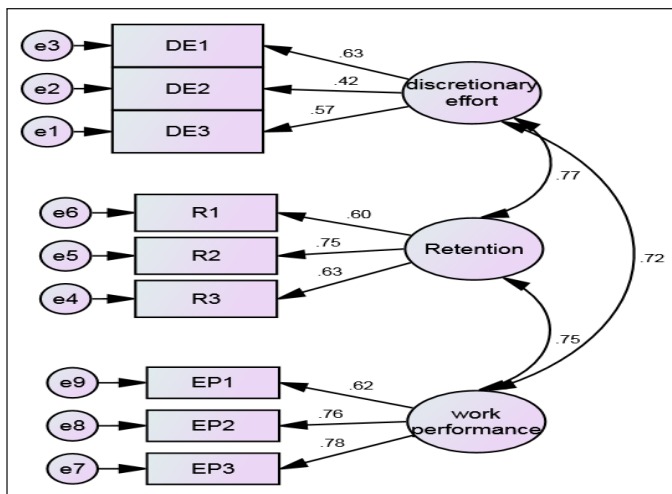 e3
DE1
.63
e2
DE2
.42
discretionary
effort
e1
DE3
.57
.77
e6
R1
.60
e5
R2
.75
Retention
.72
e4
R3
.63
.75
e9
EP1
.62
e8
EP2
.76
work
performance
e7
EP3
.78